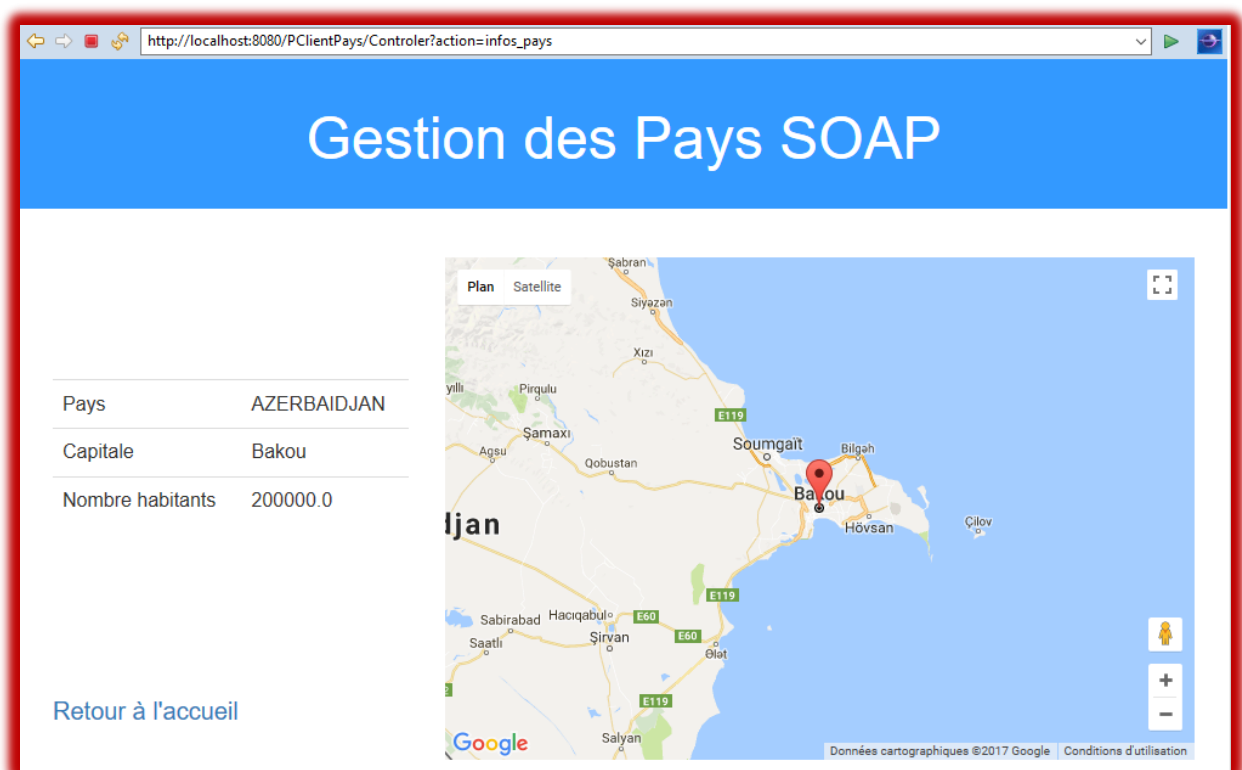 http://localhost:8080/PClientPays/Controler?action=infos_pays
Gestion des Pays SOAP
Pays AZERBAIDJAN
Capitale Bakou
Nombre habitants 200000.0
Retour à l'accueil
Plan Satellite
Şabran
Siyəzən
Xızı
yıllı
Pirqulu
E119
Şamaxı
Soumgaït
Agsu
Bilgəh
Qobustan
Bakou
djan
Hövsan
Çilov
E119
Sabirabad
Hacıqabul
E60
Saatlı
Şirvan
E60
Ələt
E119
Salyan
Google
Données cartographiques ©2017 Google Conditions d'utilisation